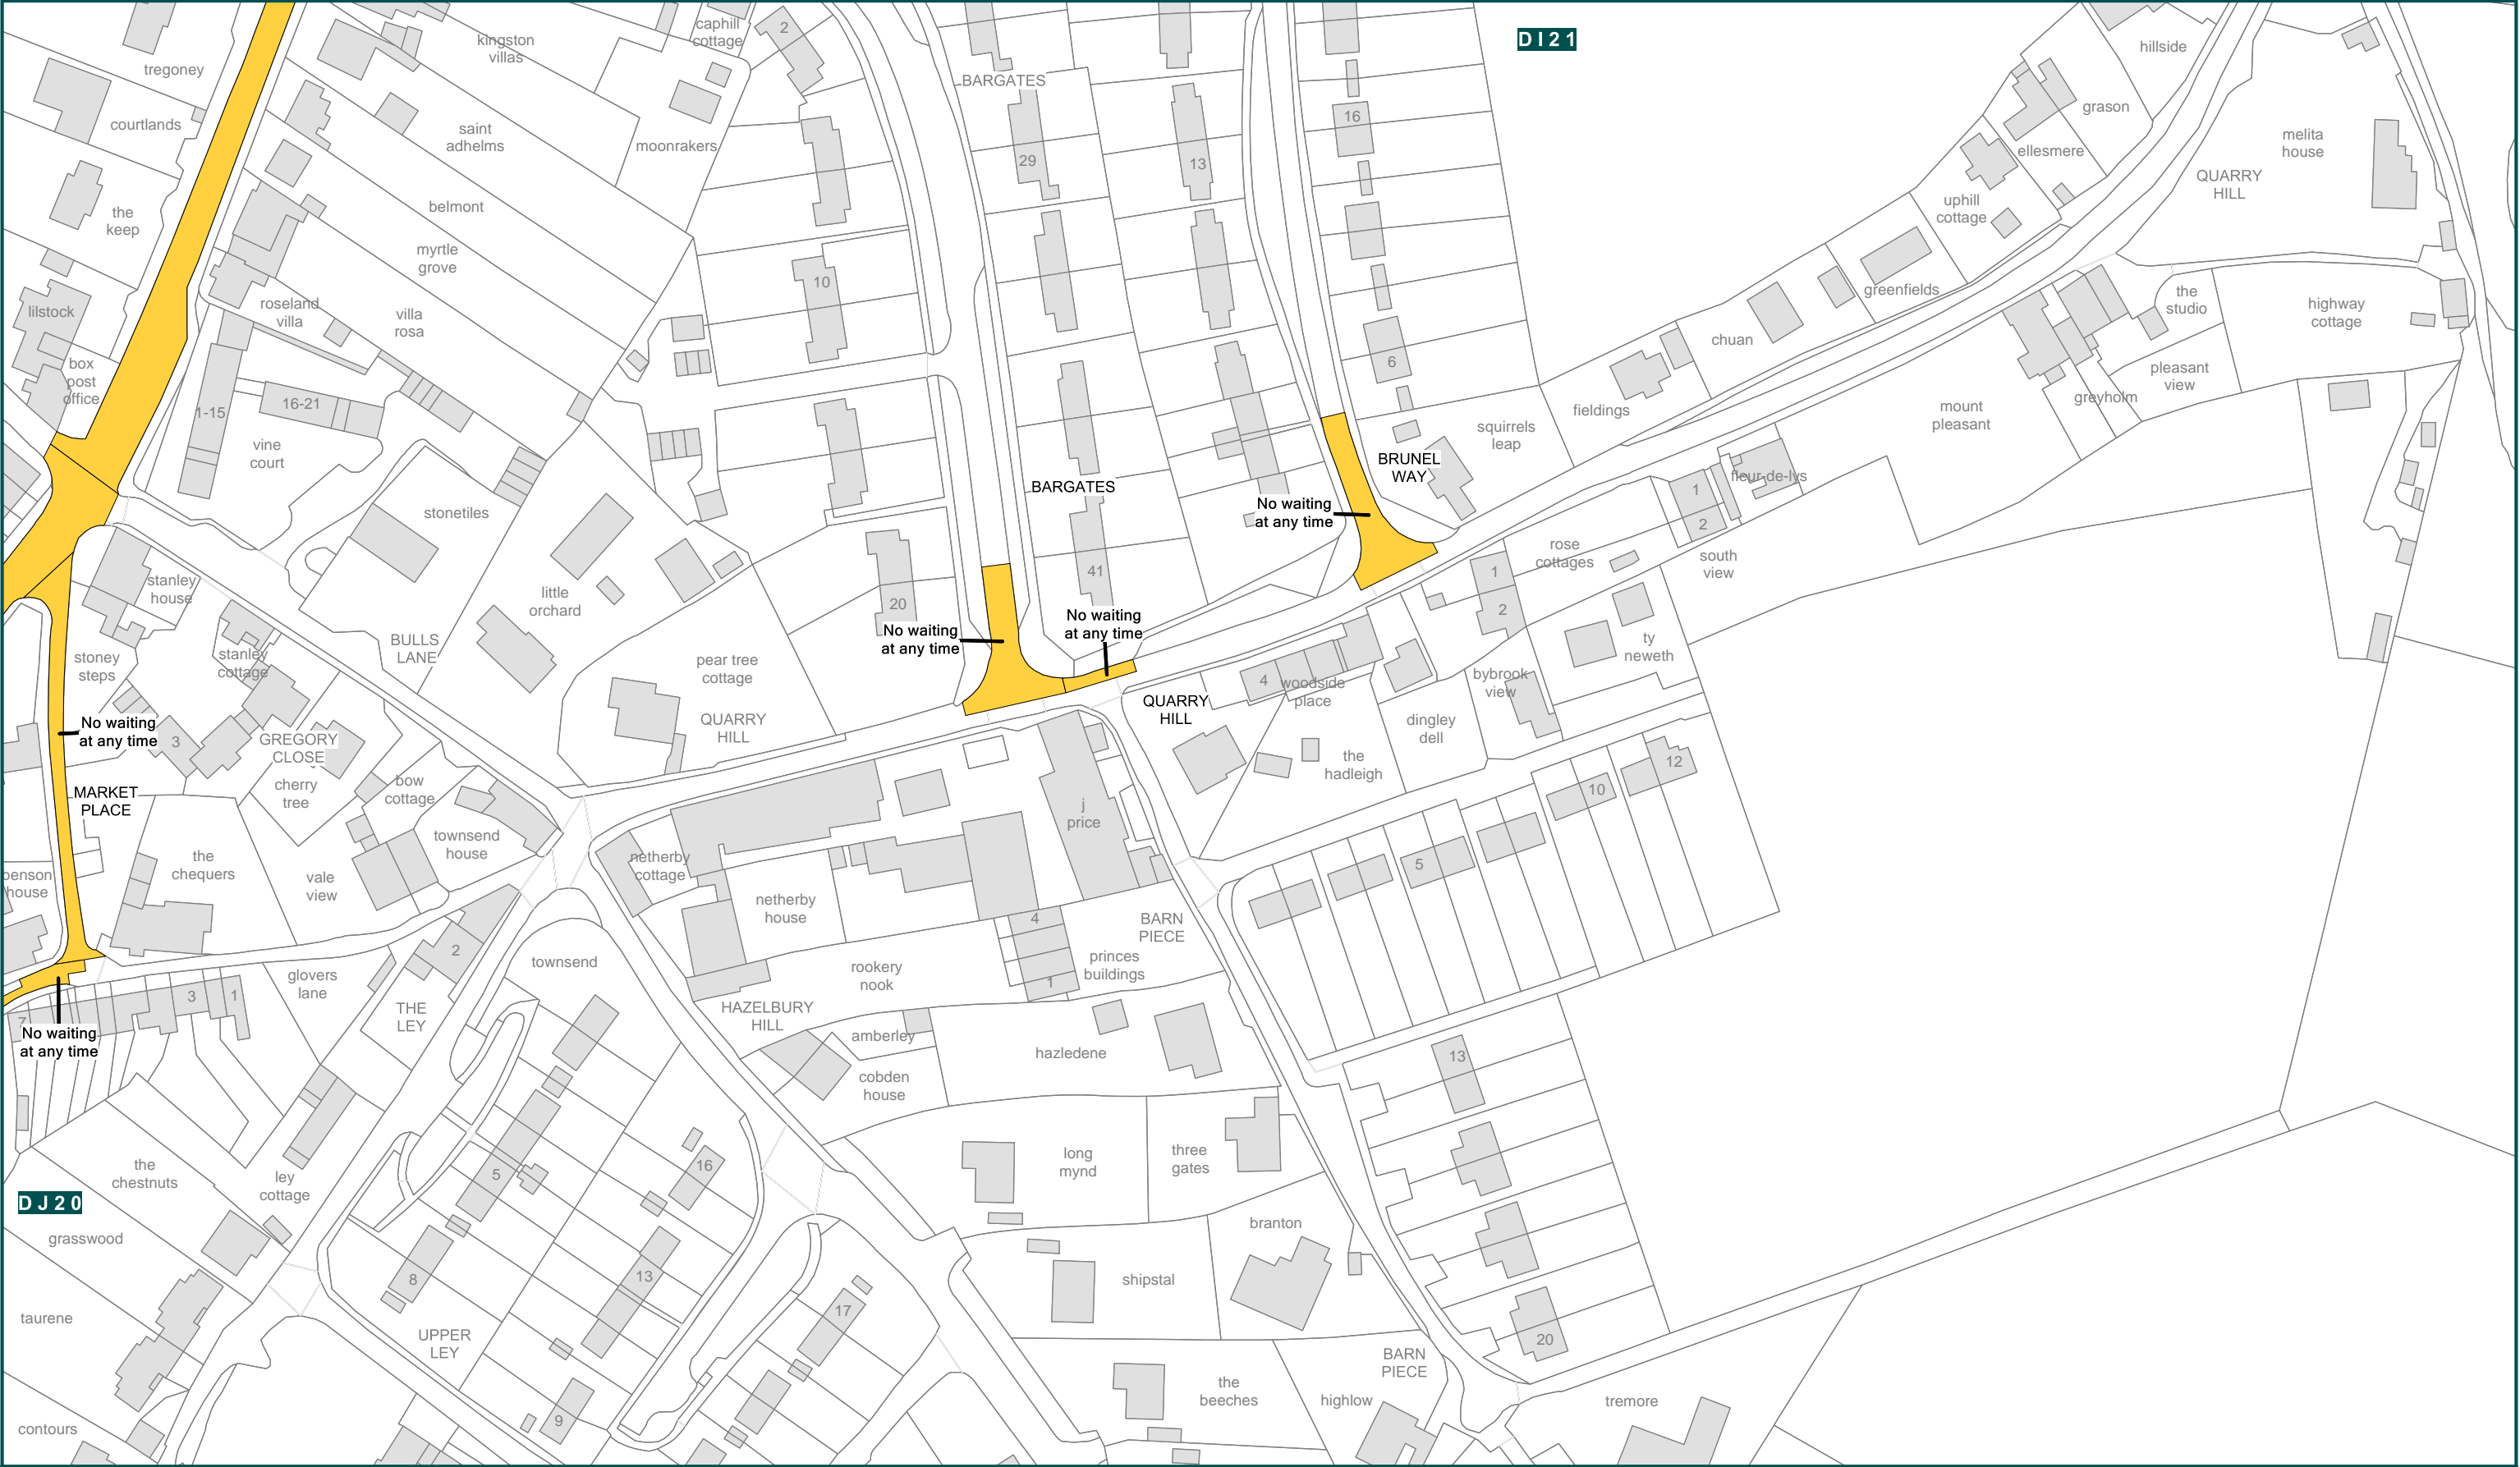 caphill
cottage
2
kingston
villas
D I 2 1
hillside
tregoney
BARGATES
grason
courtlands
saint
adhelms
moonrakers
29
13
16
ellesmere
melita
house
QUARRY
HILL
the
keep
belmont
uphill
cottage
myrtle
grove
10
greenfields
the
studio
highway
cottage
lilstock
roseland
villa
villa
rosa
chuan
6
box
post
office
pleasant
view
greyholm
1-15
16-21
fieldings
mount
pleasant
vine
court
squirrels
leap
BRUNEL
WAY
fleur-de-lys
BARGATES
1
2
stonetiles
No waiting
at any time
rose
cottages
south
view
stanley
house
41
1
2
little
orchard
20
No waiting
at any time
No waiting
at any time
BULLS
LANE
ty
neweth
stoney
steps
stanley
cottage
pear tree
cottage
4
woodside
place
bybrook
view
QUARRY
HILL
QUARRY
HILL
dingley
dell
No waiting
at any time
3
GREGORY
CLOSE
the
hadleigh
12
cherry
tree
bow
cottage
10
MARKET
PLACE
j
price
townsend
house
netherby
cottage
5
the
chequers
penson
house
vale
view
netherby
house
4
BARN
PIECE
2
townsend
rookery
nook
princes
buildings
1
glovers
lane
3
1
7
THE
LEY
HAZELBURY
HILL
No waiting
at any time
amberley
hazledene
13
cobden
house
the
chestnuts
5
16
long
mynd
three
gates
ley
cottage
D J 2 0
grasswood
branton
8
13
shipstal
taurene
17
20
UPPER
LEY
BARN
PIECE
the
beeches
highlow
tremore
9
contours